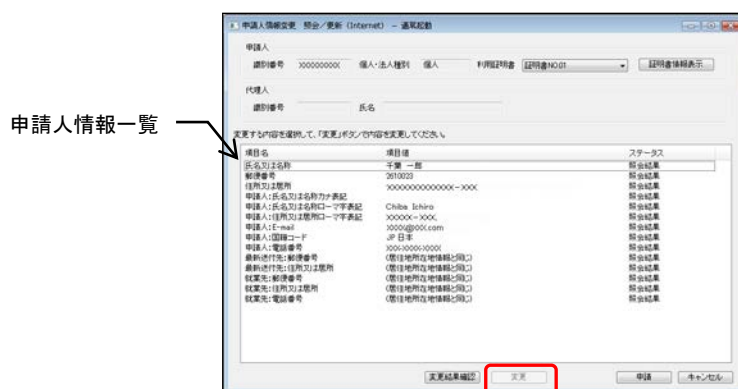 申請人情報変更 照会／更新 (Internet) － 通常起動
申請人
識別番号 XXXXXXXXX 個人・法人種別 個人 利用証明書 証明書NO.01 証明書情報表示
代理人
識別番号 氏名
申請人情報一覧
変更する内容を選択して、「変更」ボタンで内容を変更してください。
項目名 項目値 ステータス
氏名又は名称 千葉 一郎 照会結果
郵便番号 2610023 照会結果
住所又は居所 XXXXXXXXXXXXX－XXX 照会結果
申請人：氏名又は名称カナ表記 照会結果
申請人：氏名又は名称ローマ字表記 Chiba Ichiro 照会結果
申請人：住所又は居所ローマ字表記 XXXXX－XXX, 照会結果
申請人：E-mail XXXX@XXX.com 照会結果
申請人：国籍コード JP 日本 照会結果
申請人：電話番号 XXX-XXXX-XXXX 照会結果
最新送付先：郵便番号 (居住地所在地情報と同じ) 照会結果
最新送付先：住所又は居所 (居住地所在地情報と同じ) 照会結果
就業先：郵便番号 (居住地所在地情報と同じ) 照会結果
就業先：住所又は居所 (居住地所在地情報と同じ) 照会結果
就業先：電話番号 (居住地所在地情報と同じ) 照会結果
変更結果確認 変更 申請 キャンセル